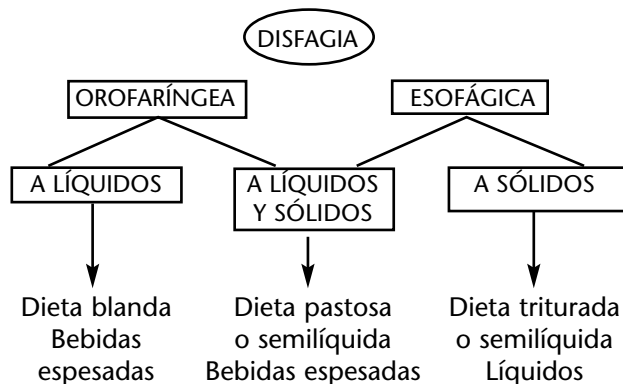 DISFAGIA
OROFARÍNGEA
ESOFÁGICA
A LÍQUIDOS
A LÍQUIDOS
Y SÓLIDOS
A SÓLIDOS
Dieta blanda
Bebidas
espesadas
Dieta pastosa
o semilíquida
Bebidas espesadas
Dieta triturada
o semilíquida
Líquidos